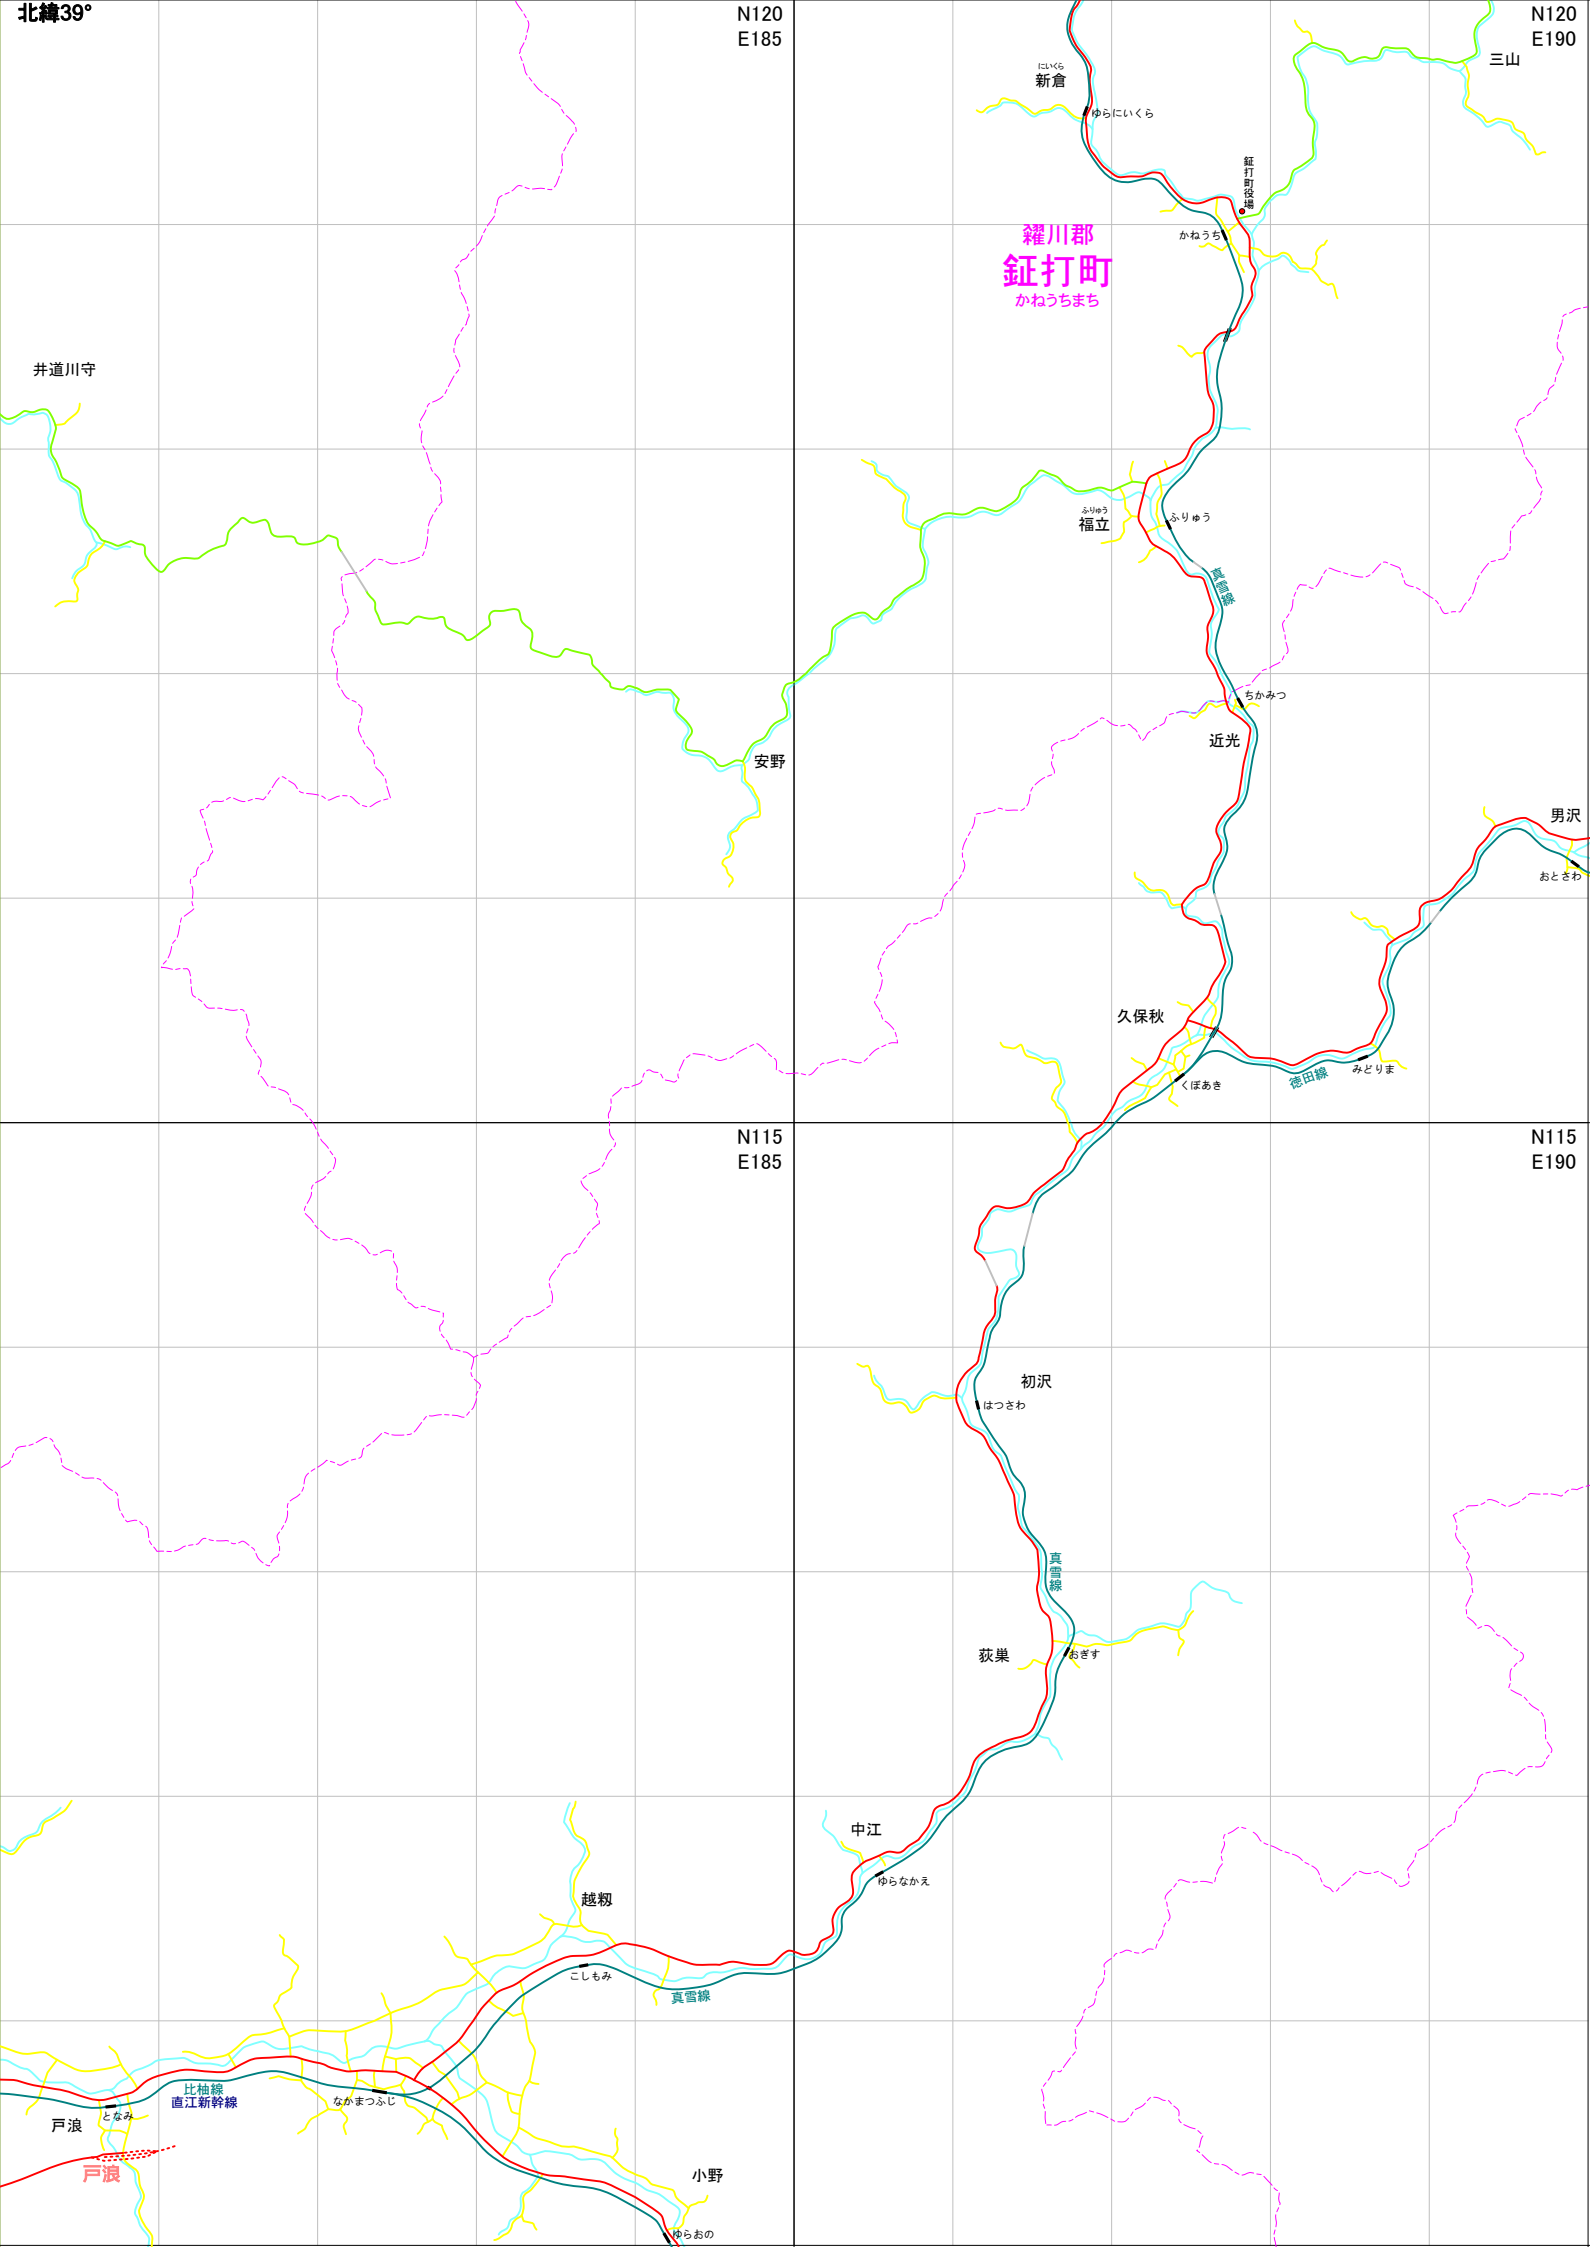 北緯39°
N120
E185
N120
E190
三山
にいくら
新倉
ゆらにいくら
鉦打町役場
かねうち
糶川郡
鉦打町
かねうちまち
井道川守
ふりゅう
福立
ふりゅう
ちかみつ
近光
安野
男沢
おとさわ
久保秋
くぼあき
徳田線
みどりま
N115
E185
N115
E190
初沢
はつさわ
真雪線
荻巣
おぎす
中江
ゆらなかえ
越籾
こしもみ
真雪線
比柚線
直江新幹線
なかまつふじ
となみ
戸浪
戸浪
小野
ゆらおの